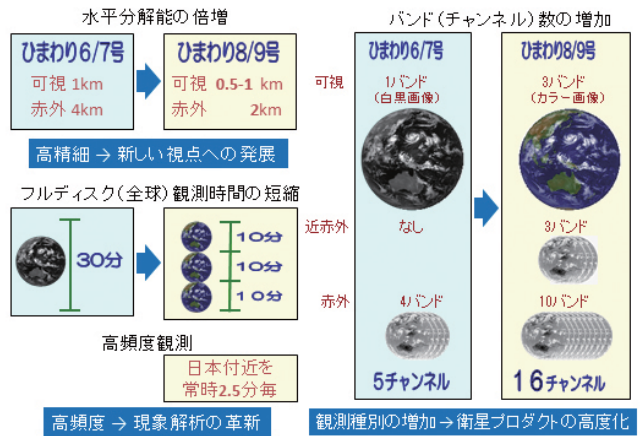 水平分解能の倍増
ひまわり6/7号
可視 1km
赤外 4km
ひまわり8/9号
可視 0.5-1 km
赤外 2km
高精細 → 新しい視点への発展
フルディスク(全球)観測時間の短縮
30分
10分
10分
10分
高頻度観測
日本付近を
常時2.5分毎
高頻度 → 現象解析の革新
バンド(チャンネル)数の増加
ひまわり6/7号
ひまわり8/9号
可視
1バンド
(白黒画像)
3バンド
(カラー画像)
近赤外
なし
3バンド
赤外
4バンド
10バンド
5チャンネル
16チャンネル
観測種別の増加→衛星プロダクトの高度化